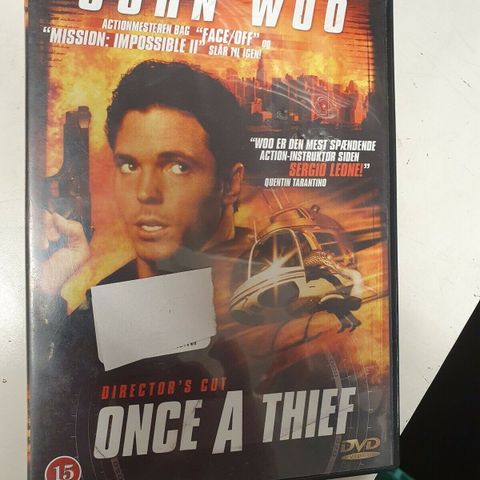 JOHN WOO
ACTIONMESTEREN BAG "FACE/OFF" OG
"MISSION: IMPOSSIBLE II" SLÅR TIL IGEN!
"WOO ER DEN MEST SPÆNDENDE
ACTION-INSTRUKTØR SIDEN
SERGIO LEONE!"
QUENTIN TARANTINO
DIRECTOR'S CUT
ONCE A THIEF
15
DVD
VIDEO